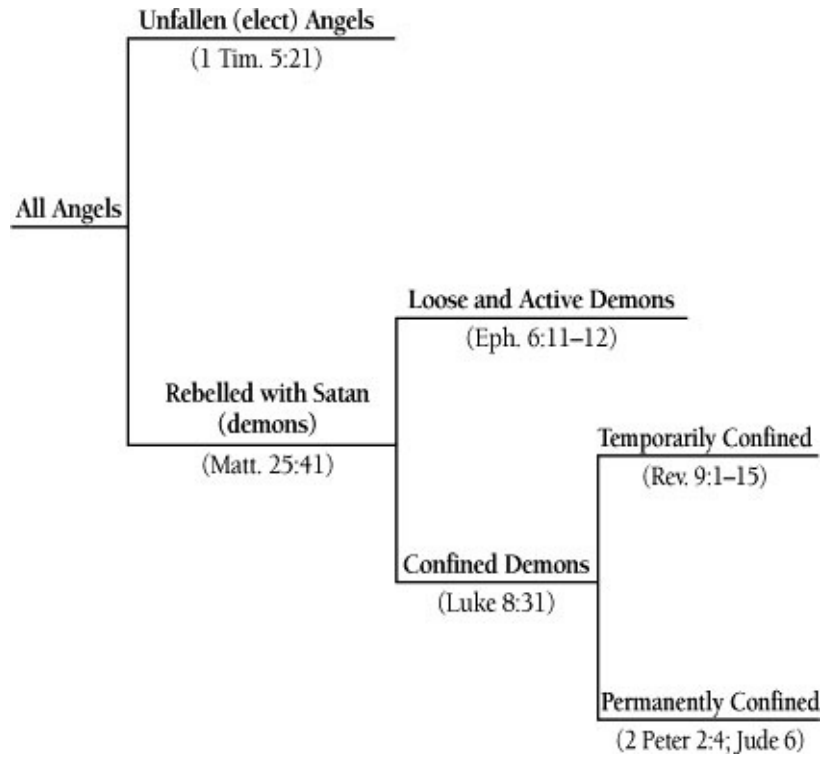 Unfallen (elect) Angels
(1 Tim. 5:21)
All Angels
Loose and Active Demons
(Eph. 6:11–12)
Rebelled with Satan
(demons)
(Matt. 25:41)
Temporarily Confined
(Rev. 9:1–15)
Confined Demons
(Luke 8:31)
Permanently Confined
(2 Peter 2:4; Jude 6)